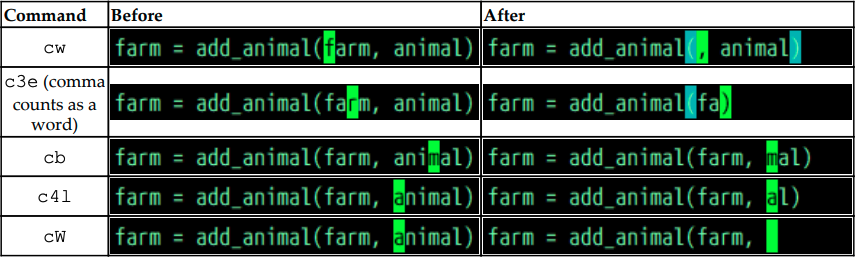 Command Before After
cw farm = add_animal(farm, animal) farm = add_animal(, animal)
c3e (comma
counts as a
word) farm = add_animal(farm, animal) farm = add_animal(fa)
cb farm = add_animal(farm, animal) farm = add_animal(farm, mal)
c4l farm = add_animal(farm, animal) farm = add_animal(farm, al)
cW farm = add_animal(farm, animal) farm = add_animal(farm,